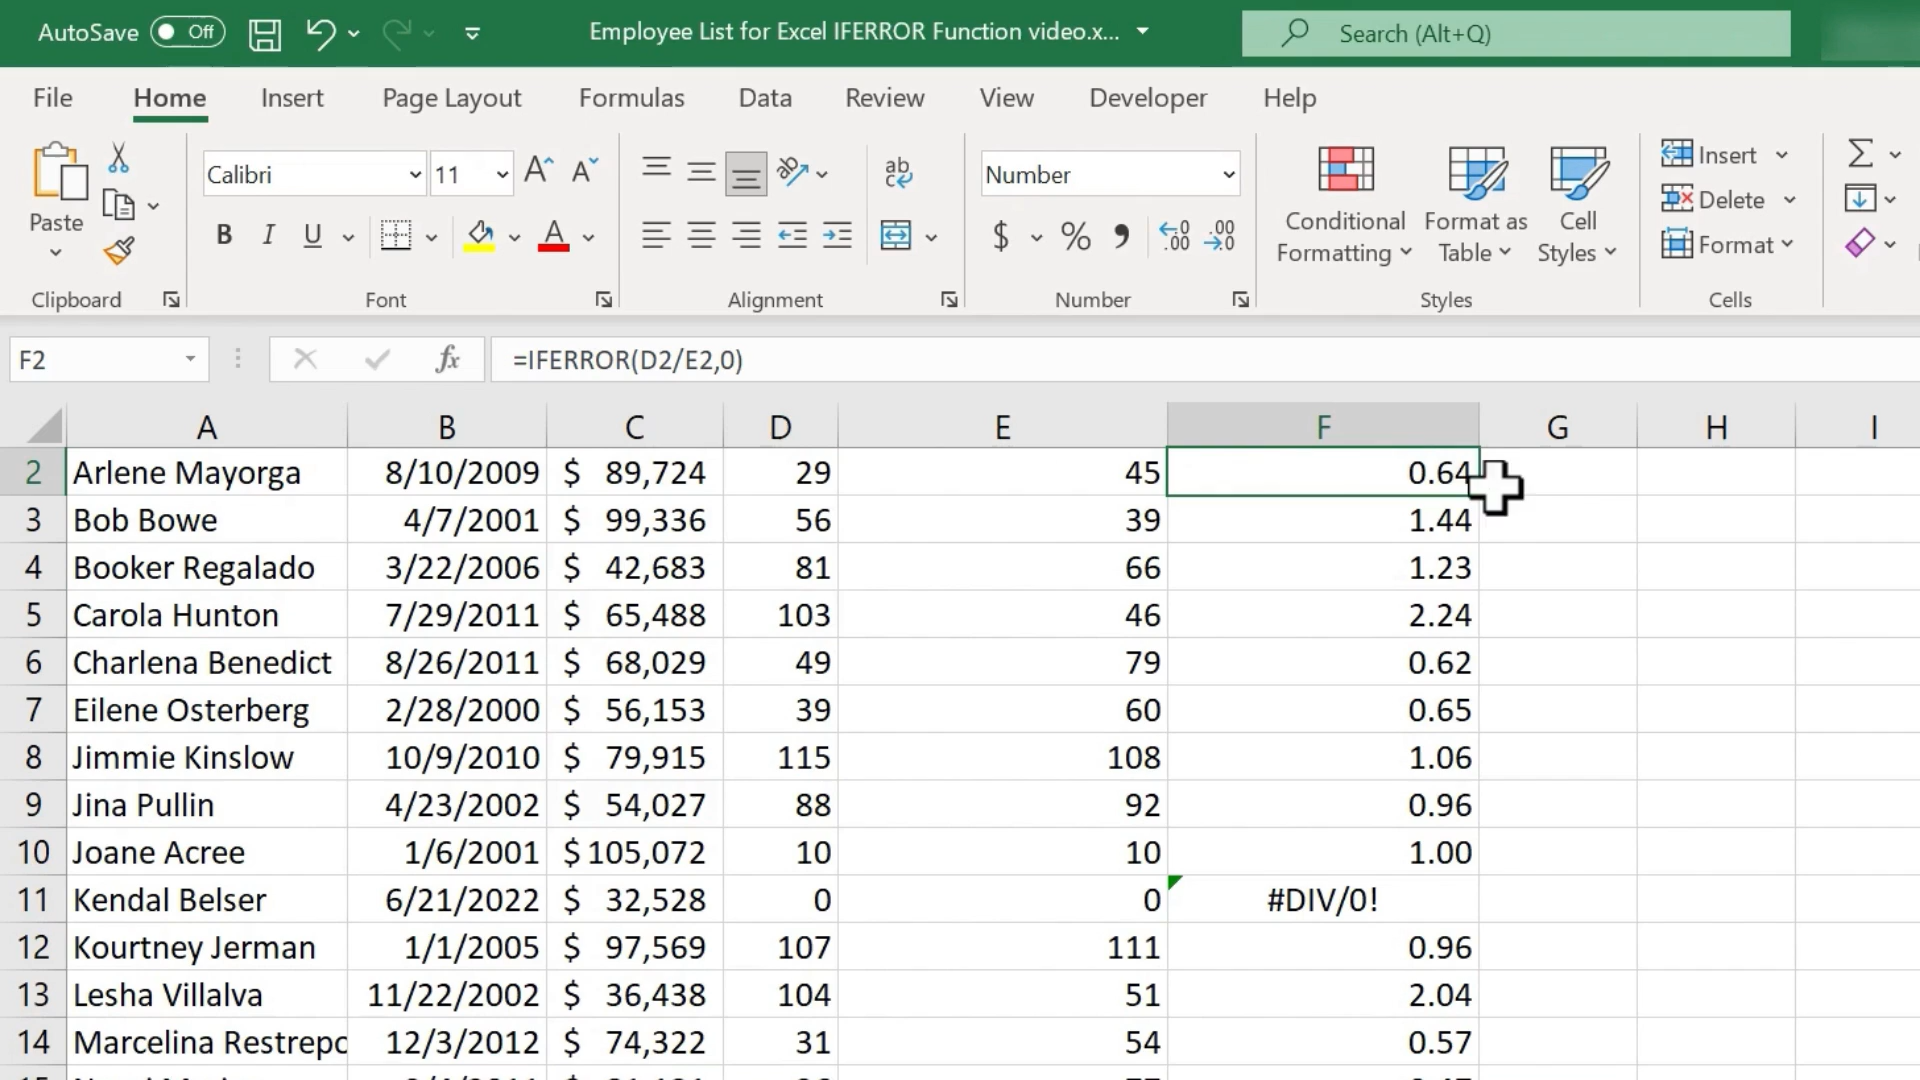 AutoSave Off Employee List for Excel IFERROR Function video.x... Search (Alt+Q)
File Home Insert Page Layout Formulas Data Review View Developer Help
Paste Calibri 11 A A ab c Number Conditional Formatting Format as Table Cell Styles Insert
Delete
B I U A $ % , .00 .0 Format
Clipboard Font Alignment Number Styles Cells
F2 fx =IFERROR(D2/E2,0)
A B C D E F G H I
2 Arlene Mayorga 8/10/2009 $ 89,724 29 45 0.64
3 Bob Bowe 4/7/2001 $ 99,336 56 39 1.44
4 Booker Regalado 3/22/2006 $ 42,683 81 66 1.23
5 Carola Hunton 7/29/2011 $ 65,488 103 46 2.24
6 Charlena Benedict 8/26/2011 $ 68,029 49 79 0.62
7 Eilene Osterberg 2/28/2000 $ 56,153 39 60 0.65
8 Jimmie Kinslow 10/9/2010 $ 79,915 115 108 1.06
9 Jina Pullin 4/23/2002 $ 54,027 88 92 0.96
10 Joane Acree 1/6/2001 $ 105,072 10 10 1.00
11 Kendal Belser 6/21/2022 $ 32,528 0 0 #DIV/0!
12 Kourtney Jerman 1/1/2005 $ 97,569 107 111 0.96
13 Lesha Villalva 11/22/2002 $ 36,438 104 51 2.04
14 Marcelina Restrepo 12/3/2012 $ 74,322 31 54 0.57